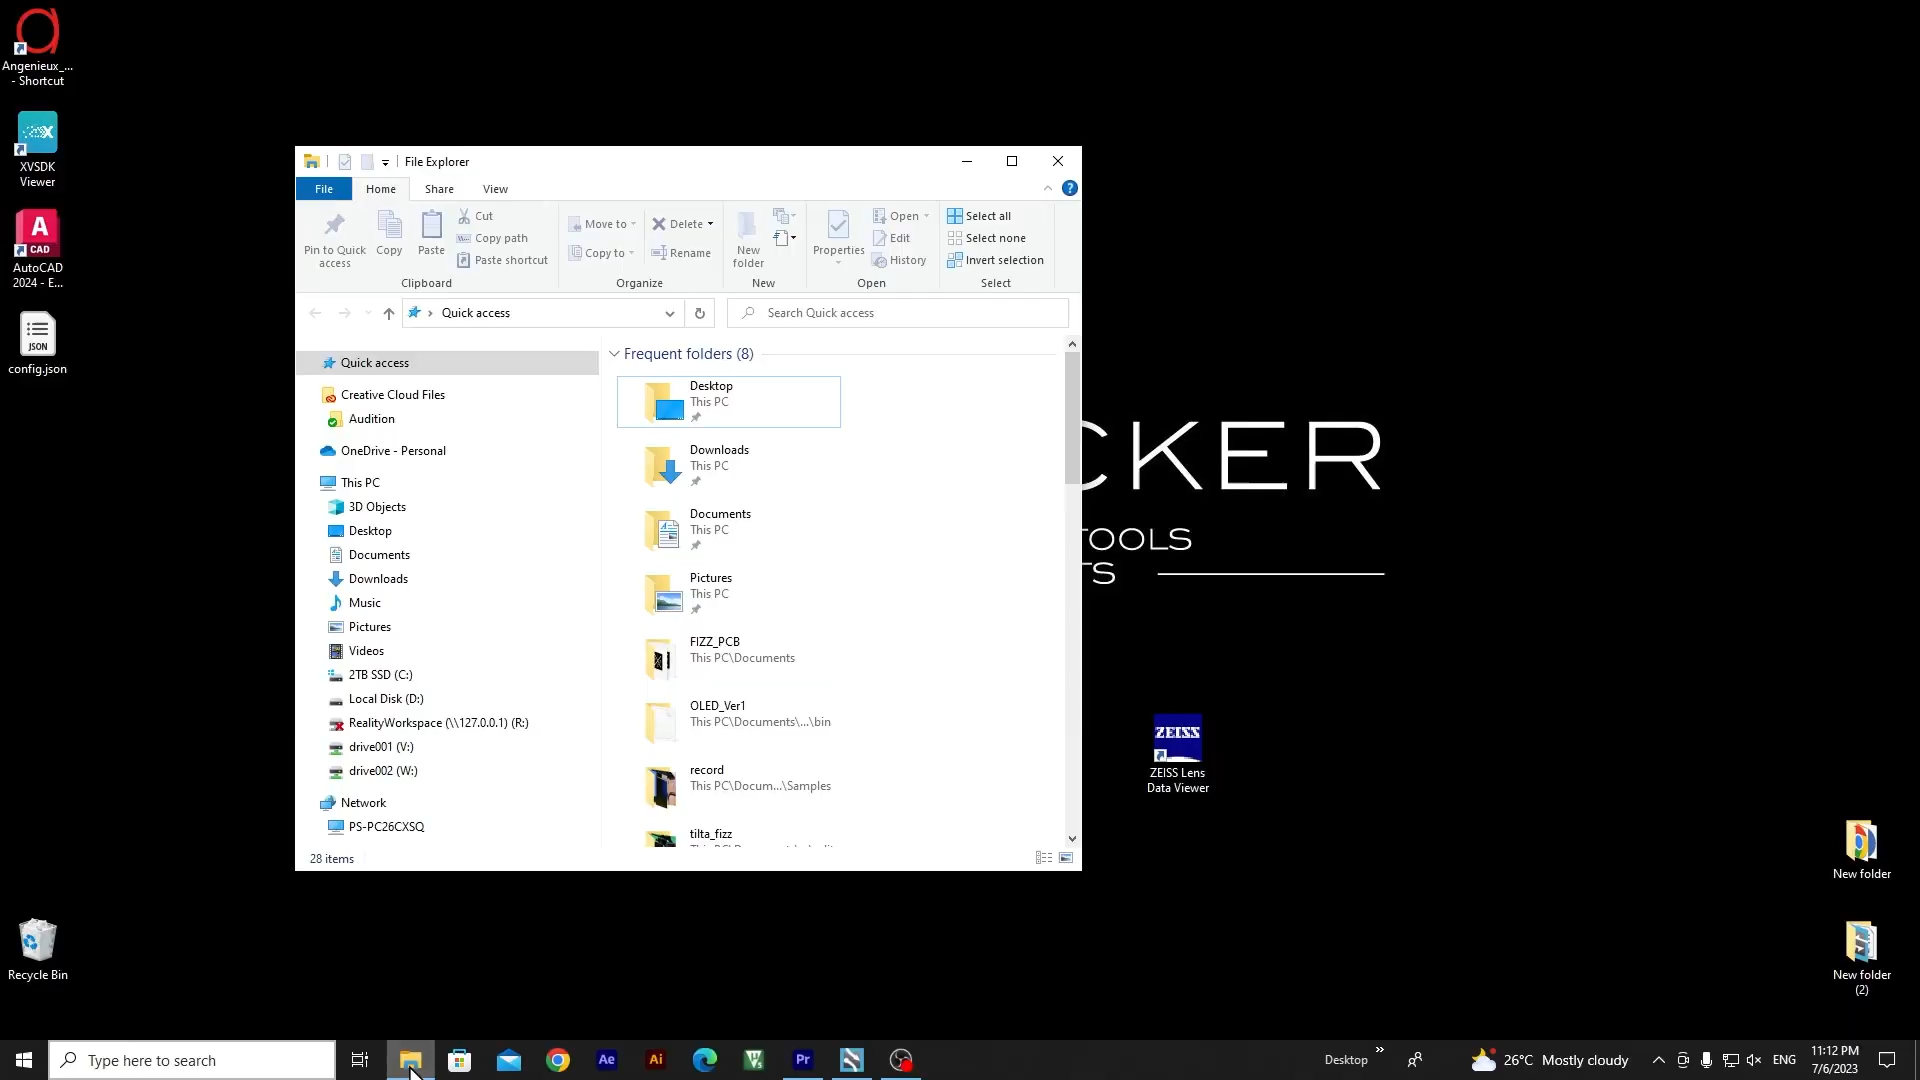 Angenieux_...
- Shortcut
XVSDK
Viewer
A
CAD
AutoCAD
2024 - E...
JSON
config.json
Recycle Bin
File Explorer
File
Home
Share
View
Pin to Quick
access
Copy
Paste
Cut
Copy path
Paste shortcut
Clipboard
Move to
Copy to
Delete
Rename
Organize
New
folder
New
Properties
Open
Edit
History
Open
Select all
Select none
Invert selection
Select
Quick access
Search Quick access
Quick access
Creative Cloud Files
Audition
OneDrive - Personal
This PC
3D Objects
Desktop
Documents
Downloads
Music
Pictures
Videos
2TB SSD (C:)
Local Disk (D:)
RealityWorkspace (\\127.0.0.1) (R:)
drive001 (V:)
drive002 (W:)
Network
PS-PC26CXSQ
Frequent folders (8)
Desktop
This PC
Downloads
This PC
Documents
This PC
Pictures
This PC
FIZZ_PCB
This PC\Documents
OLED_Ver1
This PC\Documents\...\bin
record
This PC\Docum...\Samples
tilta_fizz
28 items
CKER
TOOLS
TS
ZEISS
ZEISS Lens
Data Viewer
New folder
New folder
(2)
Type here to search
Ae
Ai
Pr
Desktop
26°C Mostly cloudy
ENG
11:12 PM
7/6/2023